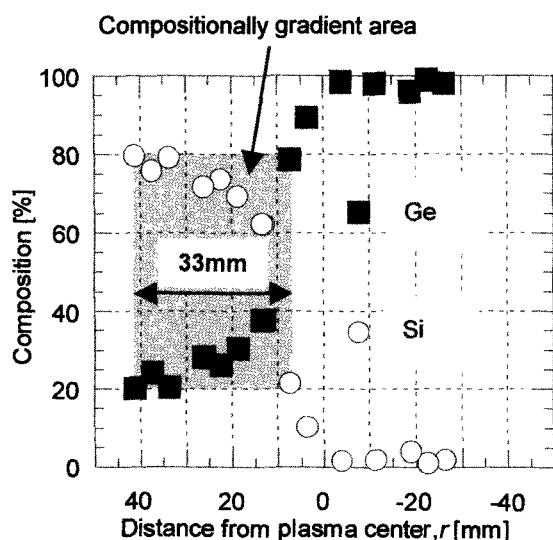 Compositionally gradient area
Composition [%]
100
80
60
40
20
0
33mm
Ge
Si
40 20 0 -20 -40
Distance from plasma center, r [mm]